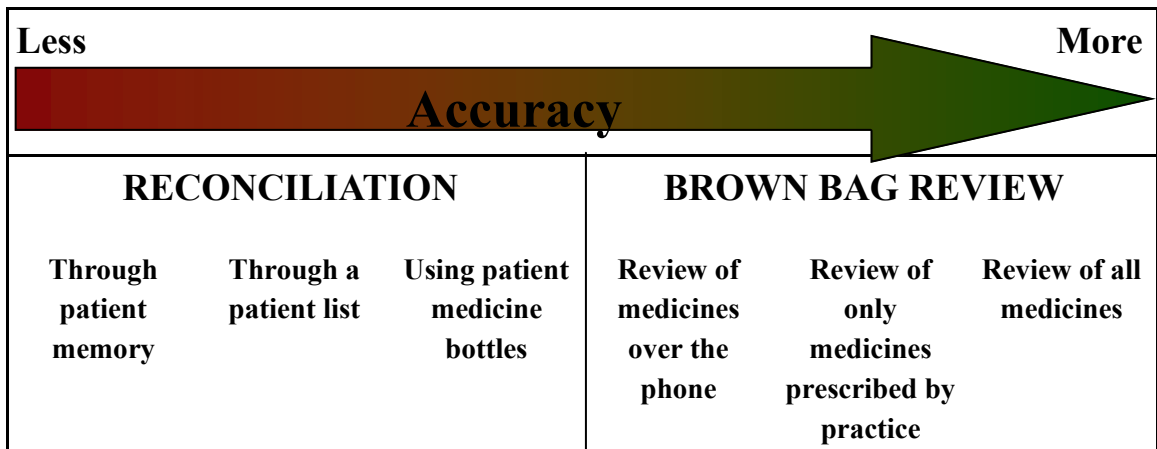 Less
More
Accuracy
RECONCILIATION
Through
patient
memory
Through a
patient list
Using patient
medicine
bottles
BROWN BAG REVIEW
Review of
medicines
over the
phone
Review of
only
medicines
prescribed by
practice
Review of all
medicines